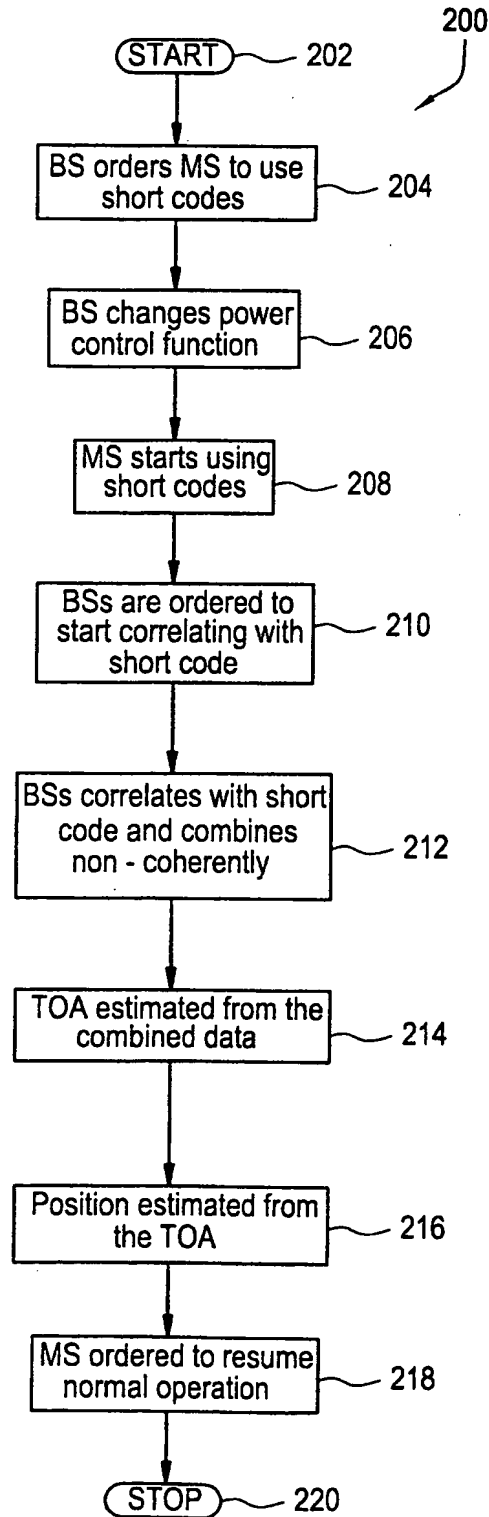 200
START 202
BS orders MS to use
short codes 204
BS changes power
control function 206
MS starts using
short codes 208
BSs are ordered to
start correlating with
short code 210
BSs correlates with short
code and combines
non - coherently 212
TOA estimated from the
combined data 214
Position estimated from
the TOA 216
MS ordered to resume
normal operation 218
STOP 220